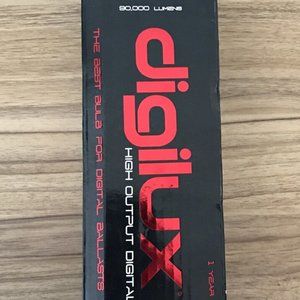 90,000 LUMENS
digilux
HIGH OUTPUT DIGITAL
THE BEST BULB FOR DIGITAL BALLASTS
1 YEAR